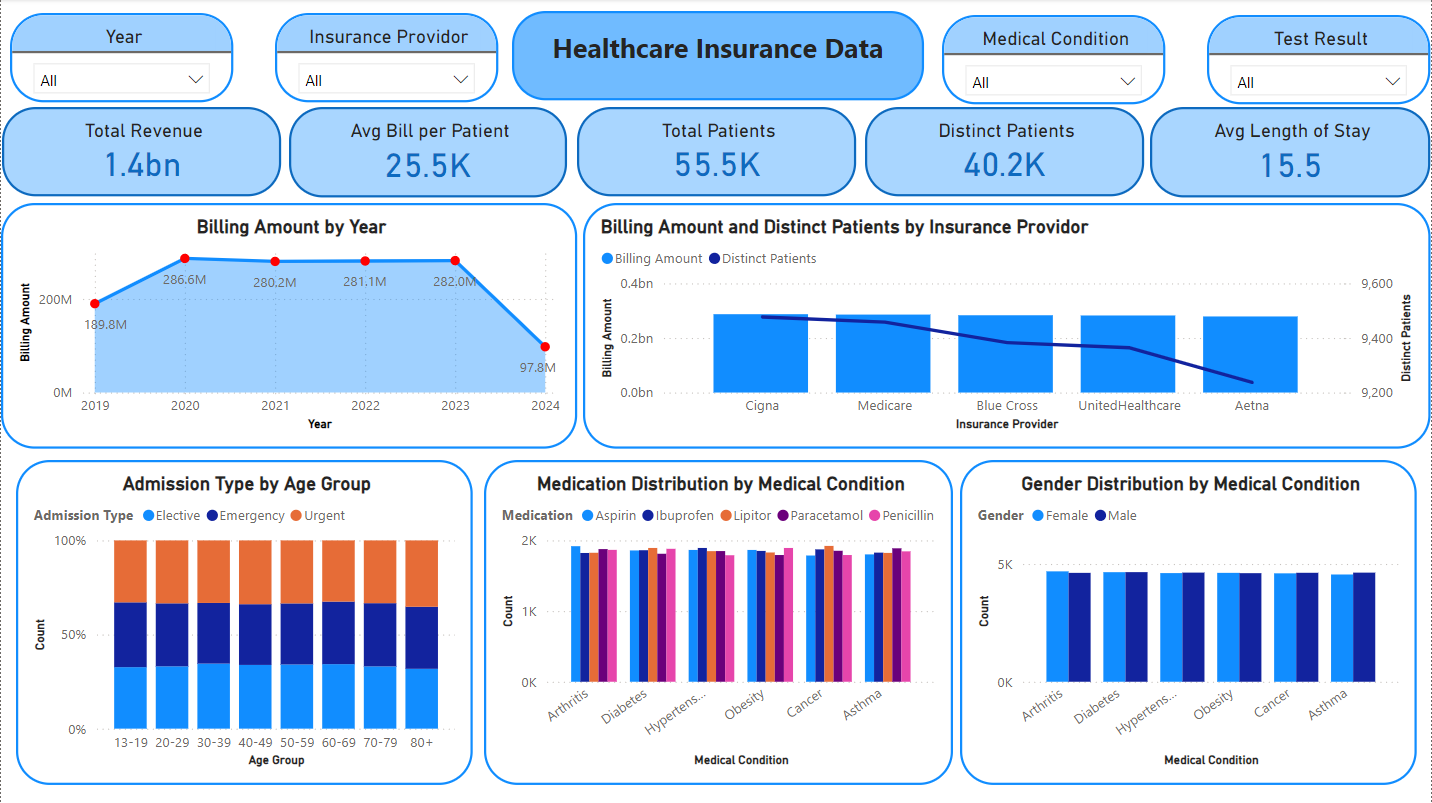 Year
All
Insurance Providor
All
Healthcare Insurance Data
Medical Condition
All
Test Result
All
Total Revenue
1.4bn
Avg Bill per Patient
25.5K
Total Patients
55.5K
Distinct Patients
40.2K
Avg Length of Stay
15.5
Billing Amount by Year
Billing Amount
200M
0M
189.8M
286.6M
280.2M
281.1M
282.0M
97.8M
2019 2020 2021 2022 2023 2024
Year
Billing Amount and Distinct Patients by Insurance Providor
Billing Amount Distinct Patients
Billing Amount
0.4bn
0.2bn
0.0bn
9,600
9,400
9,200
Distinct Patients
Cigna Medicare Blue Cross UnitedHealthcare Aetna
Insurance Provider
Admission Type by Age Group
Admission Type Elective Emergency Urgent
Count
100%
50%
0%
13-19 20-29 30-39 40-49 50-59 60-69 70-79 80+
Age Group
Medication Distribution by Medical Condition
Medication Aspirin Ibuprofen Lipitor Paracetamol Penicillin
Count
2K
1K
0K
Arthritis Diabetes Hypertens... Obesity Cancer Asthma
Medical Condition
Gender Distribution by Medical Condition
Gender Female Male
Count
5K
0K
Arthritis Diabetes Hypertens... Obesity Cancer Asthma
Medical Condition